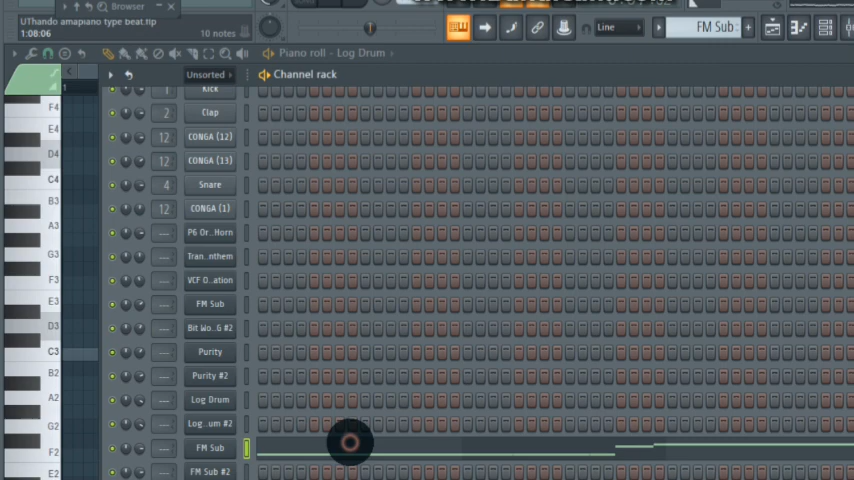 Browser
UThando amapiano type beat.flp
1:08:06
10 notes
Line
FM Sub
Piano roll - Log Drum
Unsorted
Channel rack
1
F4
E4
D4
C4
B3
A3
G3
F3
E3
D3
C3
B2
A2
G2
F2
E2
1 Kick
2 Clap
12 CONGA (12)
12 CONGA (13)
4 Snare
12 CONGA (1)
--- P6 Or..Horn
--- Tran..nthem
--- VCF O..ation
--- FM Sub
--- Bit Wo..G #2
--- Purity
--- Purity #2
--- Log Drum
--- Log..um #2
--- FM Sub
--- FM Sub #2